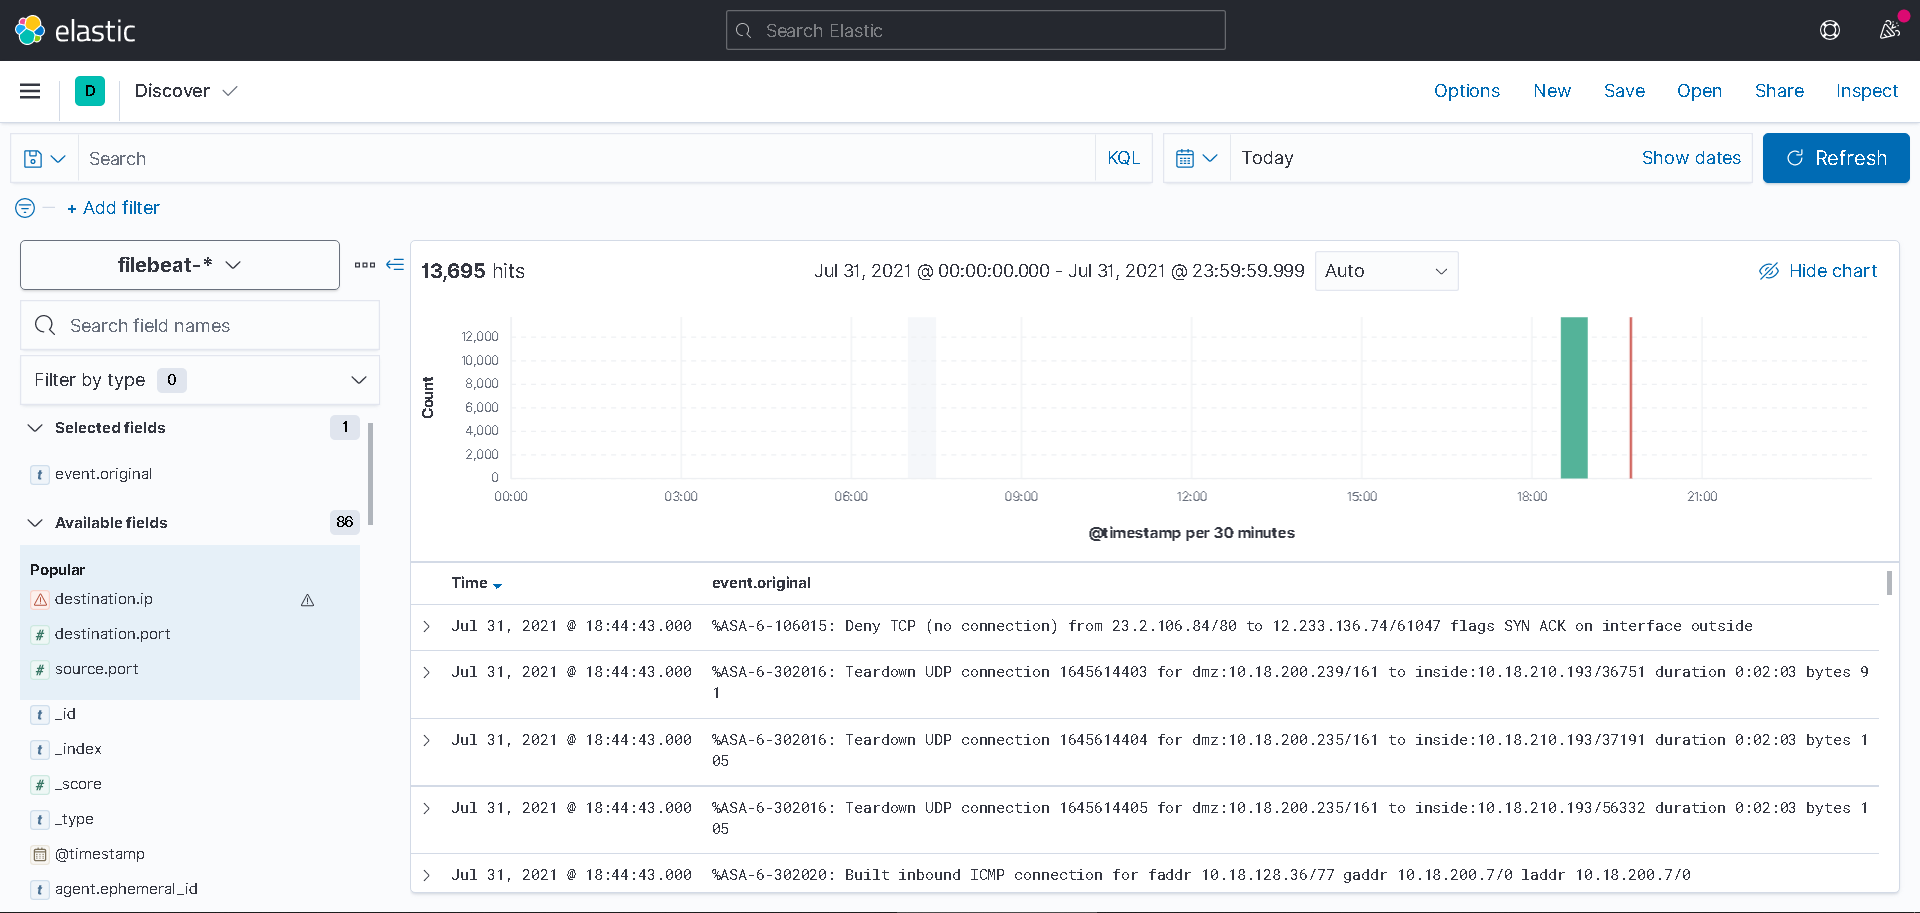 elastic
Search Elastic
D
Discover
Options
New
Save
Open
Share
Inspect
Search
KQL
Today
Show dates
Refresh
+ Add filter
filebeat-*
13,695 hits
Jul 31, 2021 @ 00:00:00.000 - Jul 31, 2021 @ 23:59:59.999
Auto
Hide chart
Search field names
Filter by type 0
Selected fields 1
t event.original
Available fields 86
Popular
destination.ip
# destination.port
# source.port
t _id
t _index
# _score
t _type
@timestamp
t agent.ephemeral_id
Count
12,000
10,000
8,000
6,000
4,000
2,000
0
00:00 03:00 06:00 09:00 12:00 15:00 18:00 21:00
@timestamp per 30 minutes
Time event.original
Jul 31, 2021 @ 18:44:43.000 %ASA-6-106015: Deny TCP (no connection) from 23.2.106.84/80 to 12.233.136.74/61047 flags SYN ACK on interface outside
Jul 31, 2021 @ 18:44:43.000 %ASA-6-302016: Teardown UDP connection 1645614403 for dmz:10.18.200.239/161 to inside:10.18.210.193/36751 duration 0:02:03 bytes 9
1
Jul 31, 2021 @ 18:44:43.000 %ASA-6-302016: Teardown UDP connection 1645614404 for dmz:10.18.200.235/161 to inside:10.18.210.193/37191 duration 0:02:03 bytes 1
05
Jul 31, 2021 @ 18:44:43.000 %ASA-6-302016: Teardown UDP connection 1645614405 for dmz:10.18.200.235/161 to inside:10.18.210.193/56332 duration 0:02:03 bytes 1
05
Jul 31, 2021 @ 18:44:43.000 %ASA-6-302020: Built inbound ICMP connection for faddr 10.18.128.36/77 gaddr 10.18.200.7/0 laddr 10.18.200.7/0